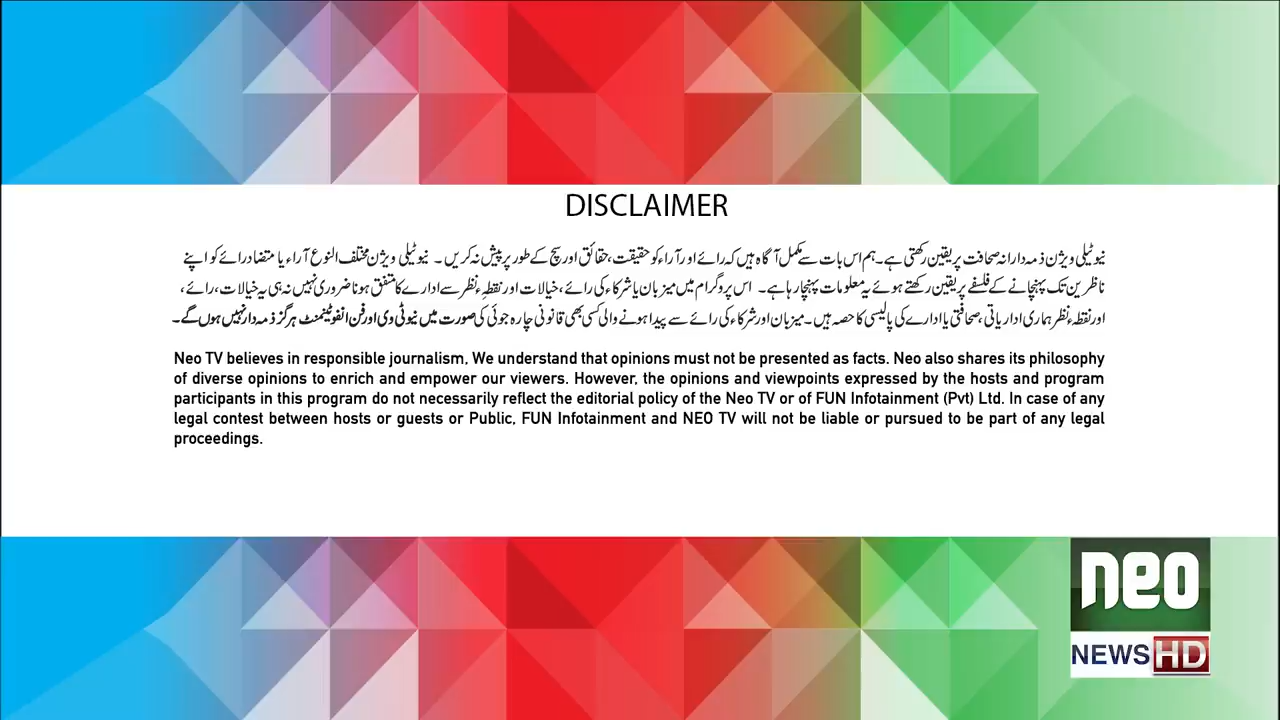 DISCLAIMER
نیو ٹیلی ویژن ذمہ دارانہ صحافت پر یقین رکھتی ہے۔ ہم اس بات سے مکمل آگاہ ہیں کہ رائے اور آراء کو حقیقت، حقائق اور سچ کے طور پر پیش نہ کریں ۔ نیو ٹیلی ویژن مختلف النوع آراء یا متضاد رائے کو اپنے
ناظرین تک پہنچانے کے فلسفے پر یقین رکھتے ہوئے یہ معلومات پہنچا رہا ہے۔ اس پروگرام میں میزبان یا شرکاء کی رائے، خیالات اور نقطہء نظر سے ادارے کا متفق ہونا ضروری نہیں نہ ہی یہ خیالات، رائے،
اور نقطہء نظر ہماری اداریاتی، صحافتی یا ادارے کی پالیسی کا حصہ ہیں۔ میزبان اور شرکاء کی رائے سے پیدا ہونے والی کسی بھی قانونی چارہ جوئی کی صورت میں نیو ٹی وی اور فن انفوٹینمنٹ ہرگز ذمہ دار نہیں ہوں گے۔
Neo TV believes in responsible journalism, We understand that opinions must not be presented as facts. Neo also shares its philosophy
of diverse opinions to enrich and empower our viewers. However, the opinions and viewpoints expressed by the hosts and program
participants in this program do not necessarily reflect the editorial policy of the Neo TV or of FUN Infotainment (Pvt) Ltd. In case of any
legal contest between hosts or guests or Public, FUN Infotainment and NEO TV will not be liable or pursued to be part of any legal
proceedings.
neo
NEWS HD